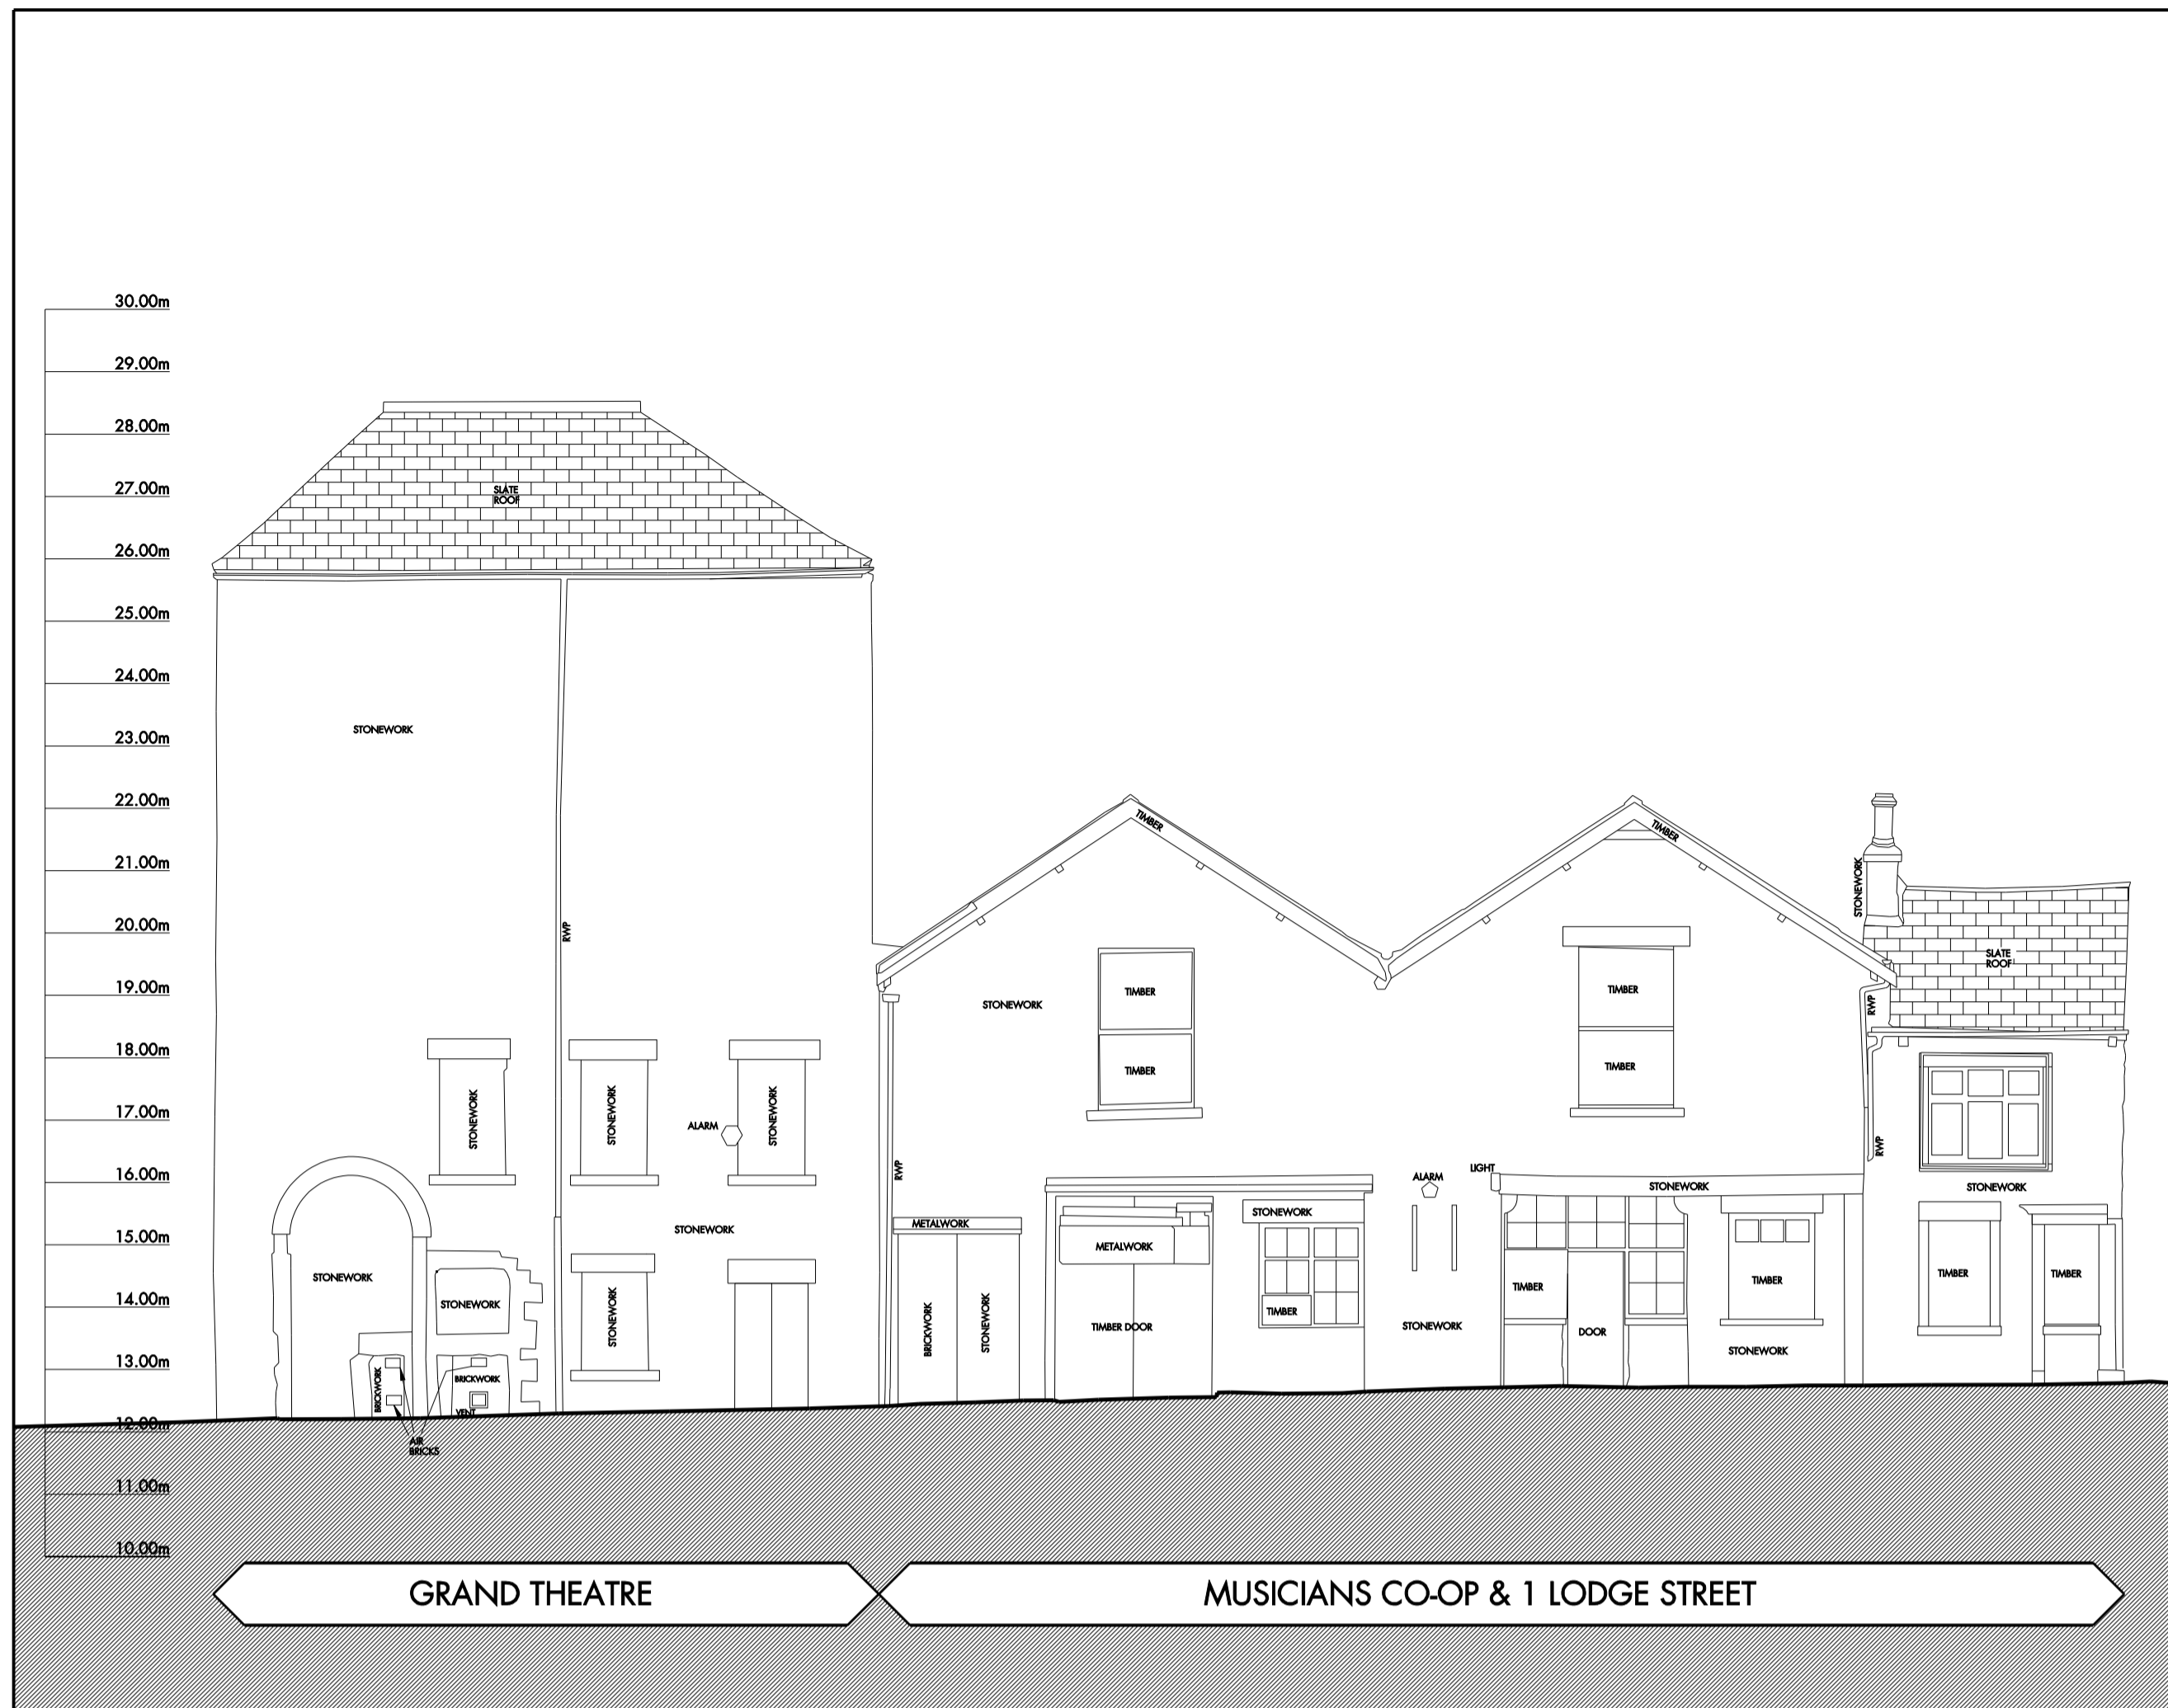 30.00m
29.00m
28.00m
27.00m
26.00m
25.00m
24.00m
23.00m
22.00m
21.00m
20.00m
19.00m
18.00m
17.00m
16.00m
15.00m
14.00m
13.00m
12.00m
11.00m
10.00m
SLATE
ROOF
STONEWORK
RWP
STONEWORK
STONEWORK
ALARM
STONEWORK
STONEWORK
STONEWORK
STONEWORK
STONEWORK
BRICKWORK
BRICKWORK
VENT
AIR
BRICKS
STONEWORK
TIMBER
STONEWORK
TIMBER
TIMBER
RWP
METALWORK
BRICKWORK
STONEWORK
METALWORK
TIMBER DOOR
STONEWORK
TIMBER
TIMBER
TIMBER
TIMBER
ALARM
LIGHT
STONEWORK
STONEWORK
TIMBER
DOOR
TIMBER
STONEWORK
STONEWORK
SLATE
ROOF
RWP
RWP
STONEWORK
TIMBER
TIMBER
GRAND THEATRE
MUSICIANS CO-OP & 1 LODGE STREET